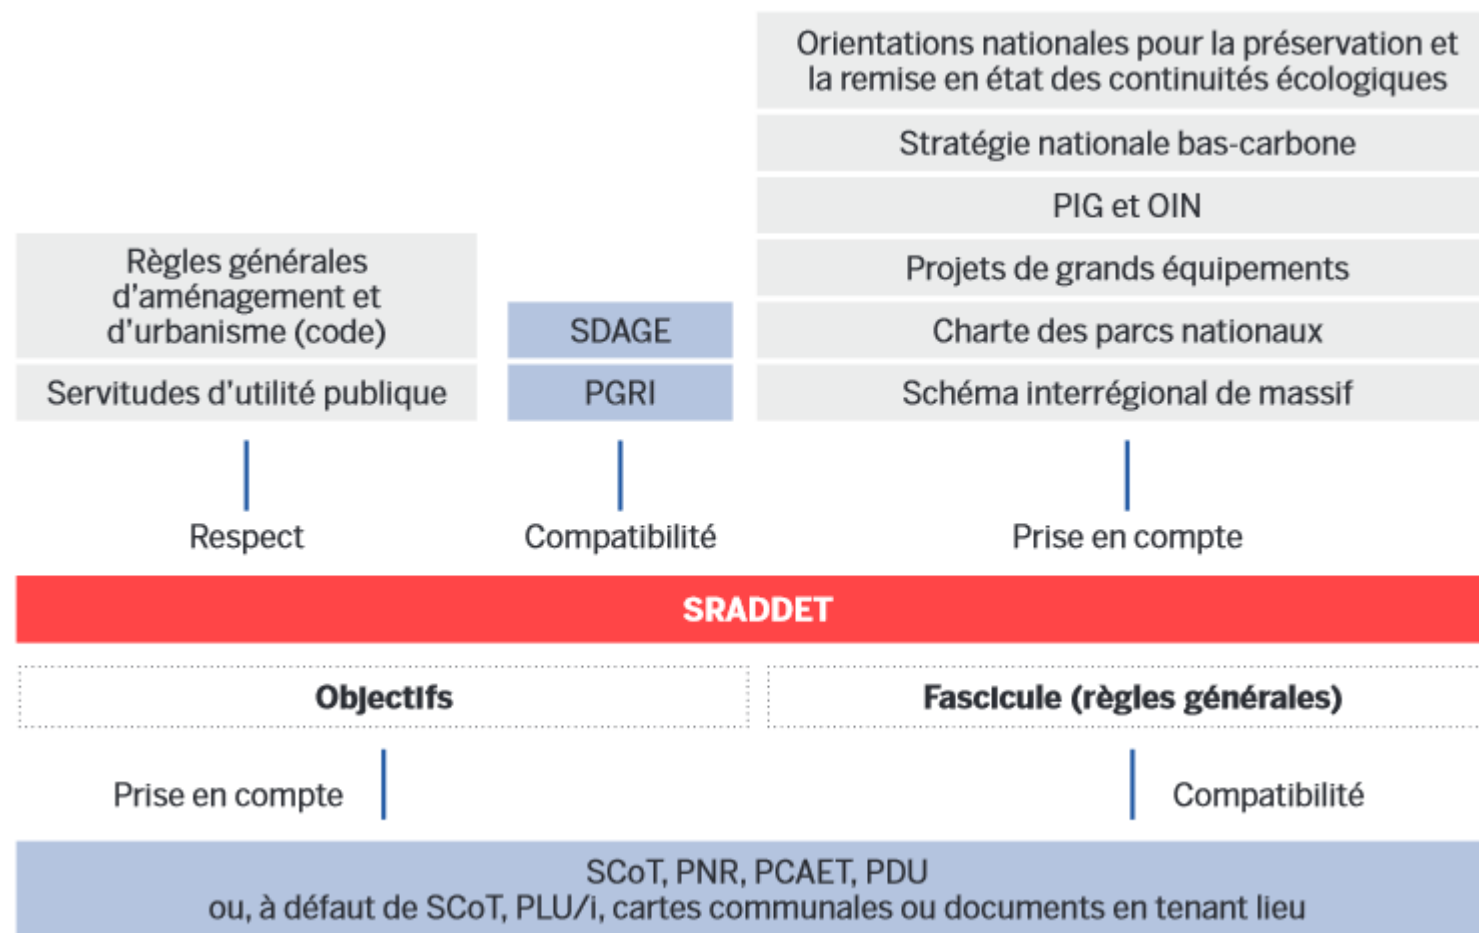 Orientations nationales pour la préservation et
la remise en état des continuités écologiques
Stratégie nationale bas-carbone
PIG et OIN
Projets de grands équipements
Charte des parcs nationaux
Schéma interrégional de massif
Règles générales
d'aménagement et
d'urbanisme (code)
Servitudes d'utilité publique
SDAGE
PGRI
Respect
Compatibilité
Prise en compte
SRADDET
Objectifs
Fascicule (règles générales)
Prise en compte
Compatibilité
SCoT, PNR, PCAET, PDU
ou, à défaut de SCoT, PLU/i, cartes communales ou documents en tenant lieu